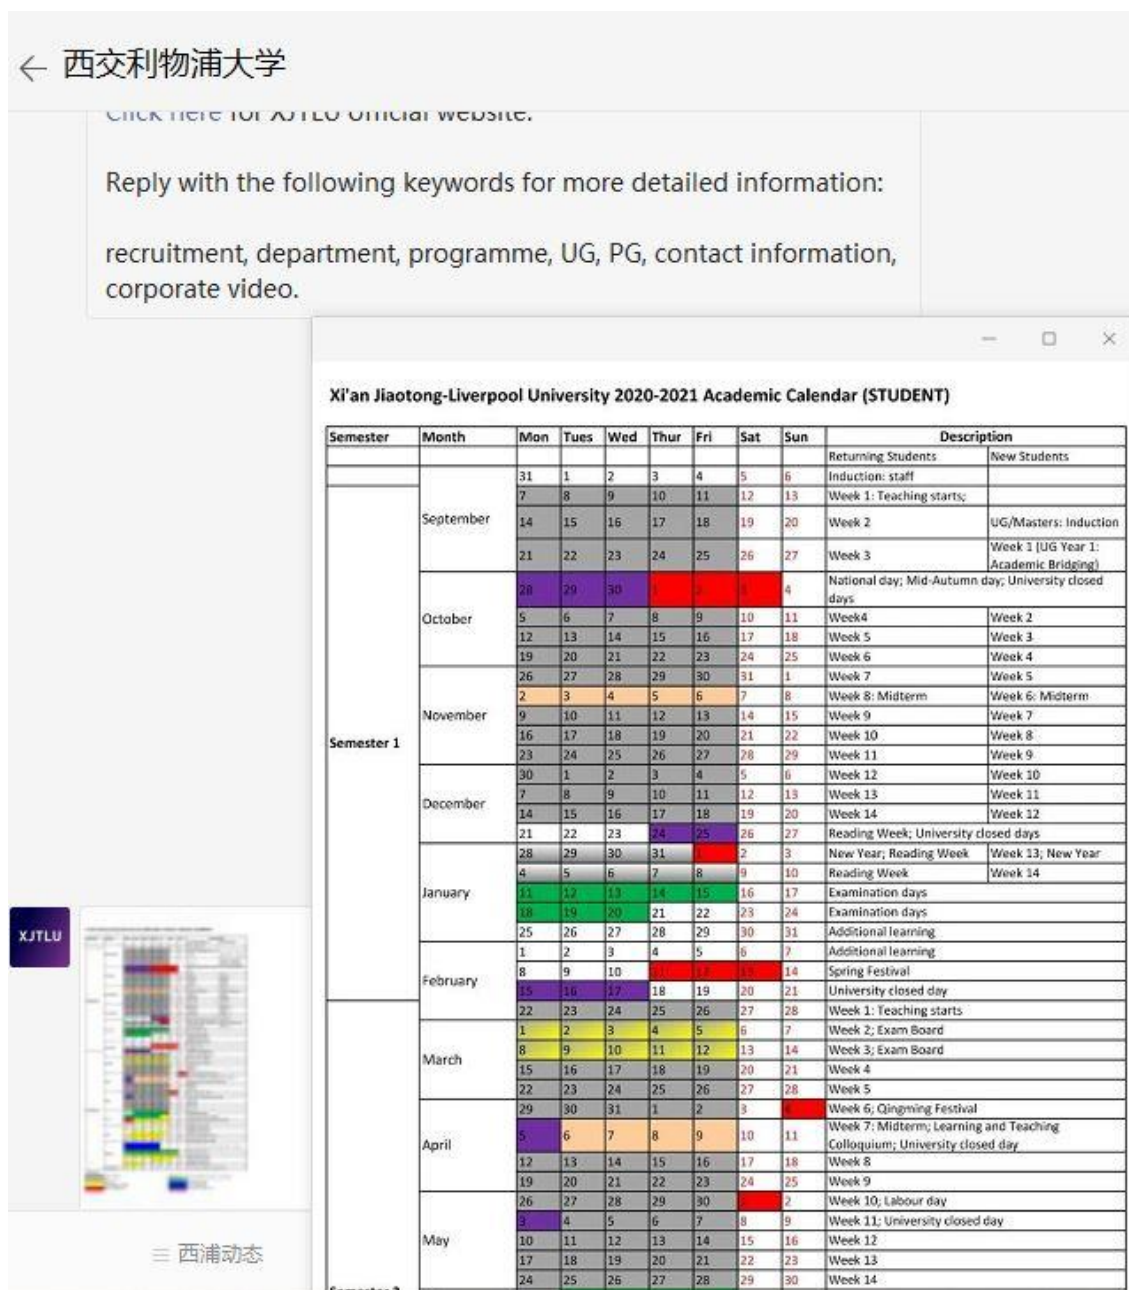 西交利物浦大学
Click here for XJTLU official website.
Reply with the following keywords for more detailed information:
recruitment, department, programme, UG, PG, contact information,
corporate video.
Xi'an Jiaotong-Liverpool University 2020-2021 Academic Calendar (STUDENT)
Semester Month Mon Tues Wed Thur Fri Sat Sun Description
Returning Students New Students
31 1 2 3 4 5 6 Induction: staff
7 8 9 10 11 12 13 Week 1: Teaching starts;
September 14 15 16 17 18 19 20 Week 2 UG/Masters: Induction
21 22 23 24 25 26 27 Week 3 Week 1 (UG Year 1:
Academic Bridging)
28 29 30 1 2 3 4 National day; Mid-Autumn day; University closed
days
October 5 6 7 8 9 10 11 Week4 Week 2
12 13 14 15 16 17 18 Week 5 Week 3
19 20 21 22 23 24 25 Week 6 Week 4
26 27 28 29 30 31 1 Week 7 Week 5
2 3 4 5 6 7 8 Week 8: Midterm Week 6: Midterm
November 9 10 11 12 13 14 15 Week 9 Week 7
16 17 18 19 20 21 22 Week 10 Week 8
Semester 1 23 24 25 26 27 28 29 Week 11 Week 9
30 1 2 3 4 5 6 Week 12 Week 10
7 8 9 10 11 12 13 Week 13 Week 11
December 14 15 16 17 18 19 20 Week 14 Week 12
21 22 23 24 25 26 27 Reading Week; University closed days
28 29 30 31 1 2 3 New Year; Reading Week Week 13; New Year
4 5 6 7 8 9 10 Reading Week Week 14
January 11 12 13 14 15 16 17 Examination days
18 19 20 21 22 23 24 Examination days
25 26 27 28 29 30 31 Additional learning
1 2 3 4 5 6 7 Additional learning
8 9 10 11 12 13 14 Spring Festival
February 15 16 17 18 19 20 21 University closed day
22 23 24 25 26 27 28 Week 1: Teaching starts
1 2 3 4 5 6 7 Week 2; Exam Board
8 9 10 11 12 13 14 Week 3; Exam Board
March 15 16 17 18 19 20 21 Week 4
22 23 24 25 26 27 28 Week 5
29 30 31 1 2 3 4 Week 6; Qingming Festival
April 5 6 7 8 9 10 11 Week 7: Midterm; Learning and Teaching
Colloquium; University closed day
12 13 14 15 16 17 18 Week 8
19 20 21 22 23 24 25 Week 9
26 27 28 29 30 1 2 Week 10; Labour day
3 4 5 6 7 8 9 Week 11; University closed day
May 10 11 12 13 14 15 16 Week 12
17 18 19 20 21 22 23 Week 13
24 25 26 27 28 29 30 Week 14
XJTLU
西浦动态